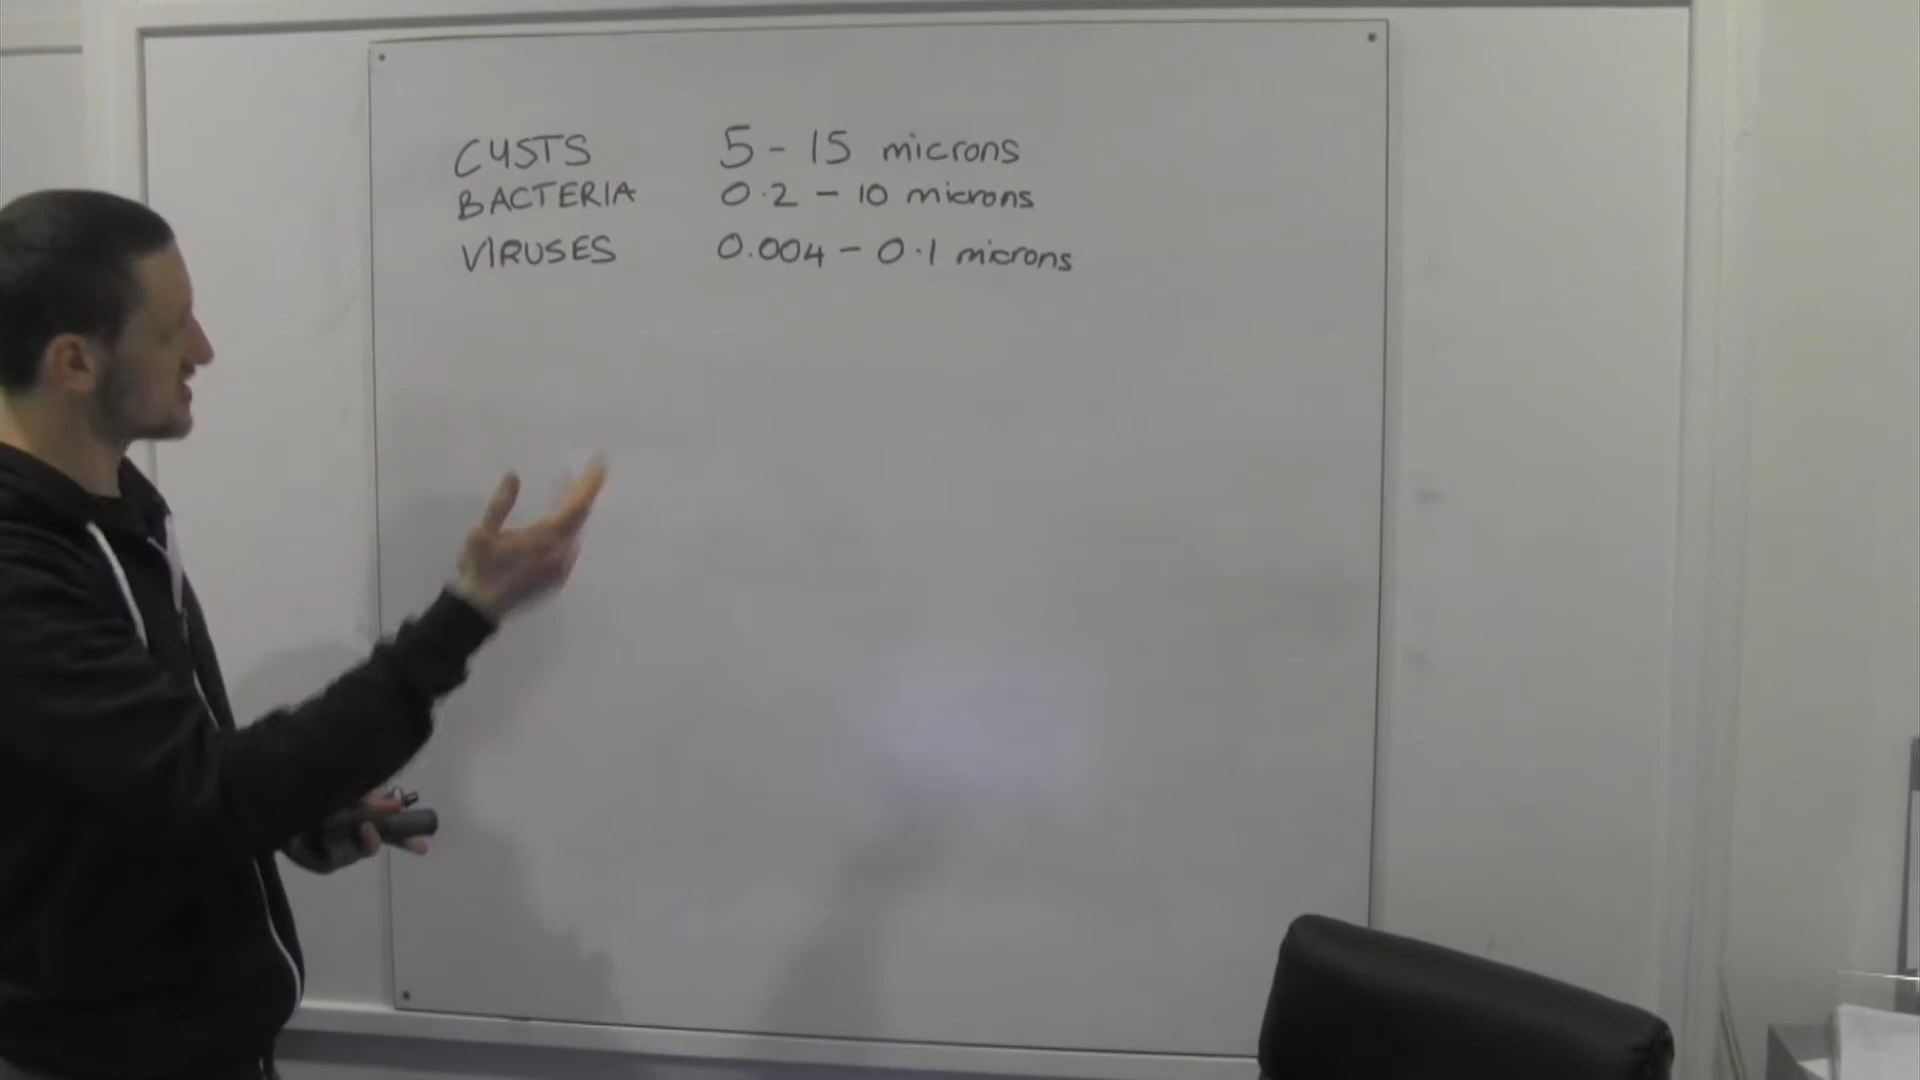 CYSTS 5 - 15 microns
BACTERIA 0.2 - 10 microns
VIRUSES 0.004 - 0.1 microns